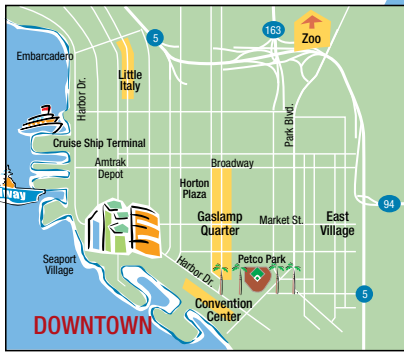 163
5
Zoo
Embarcadero
Little
Italy
Harbor Dr.
Park Blvd.
Cruise Ship Terminal
Amtrak
Depot
Broadway
Horton
Plaza
Gaslamp
Quarter
Market St.
East
Village
94
Seaport
Village
Harbor Dr.
Petco Park
5
Convention
Center
DOWNTOWN